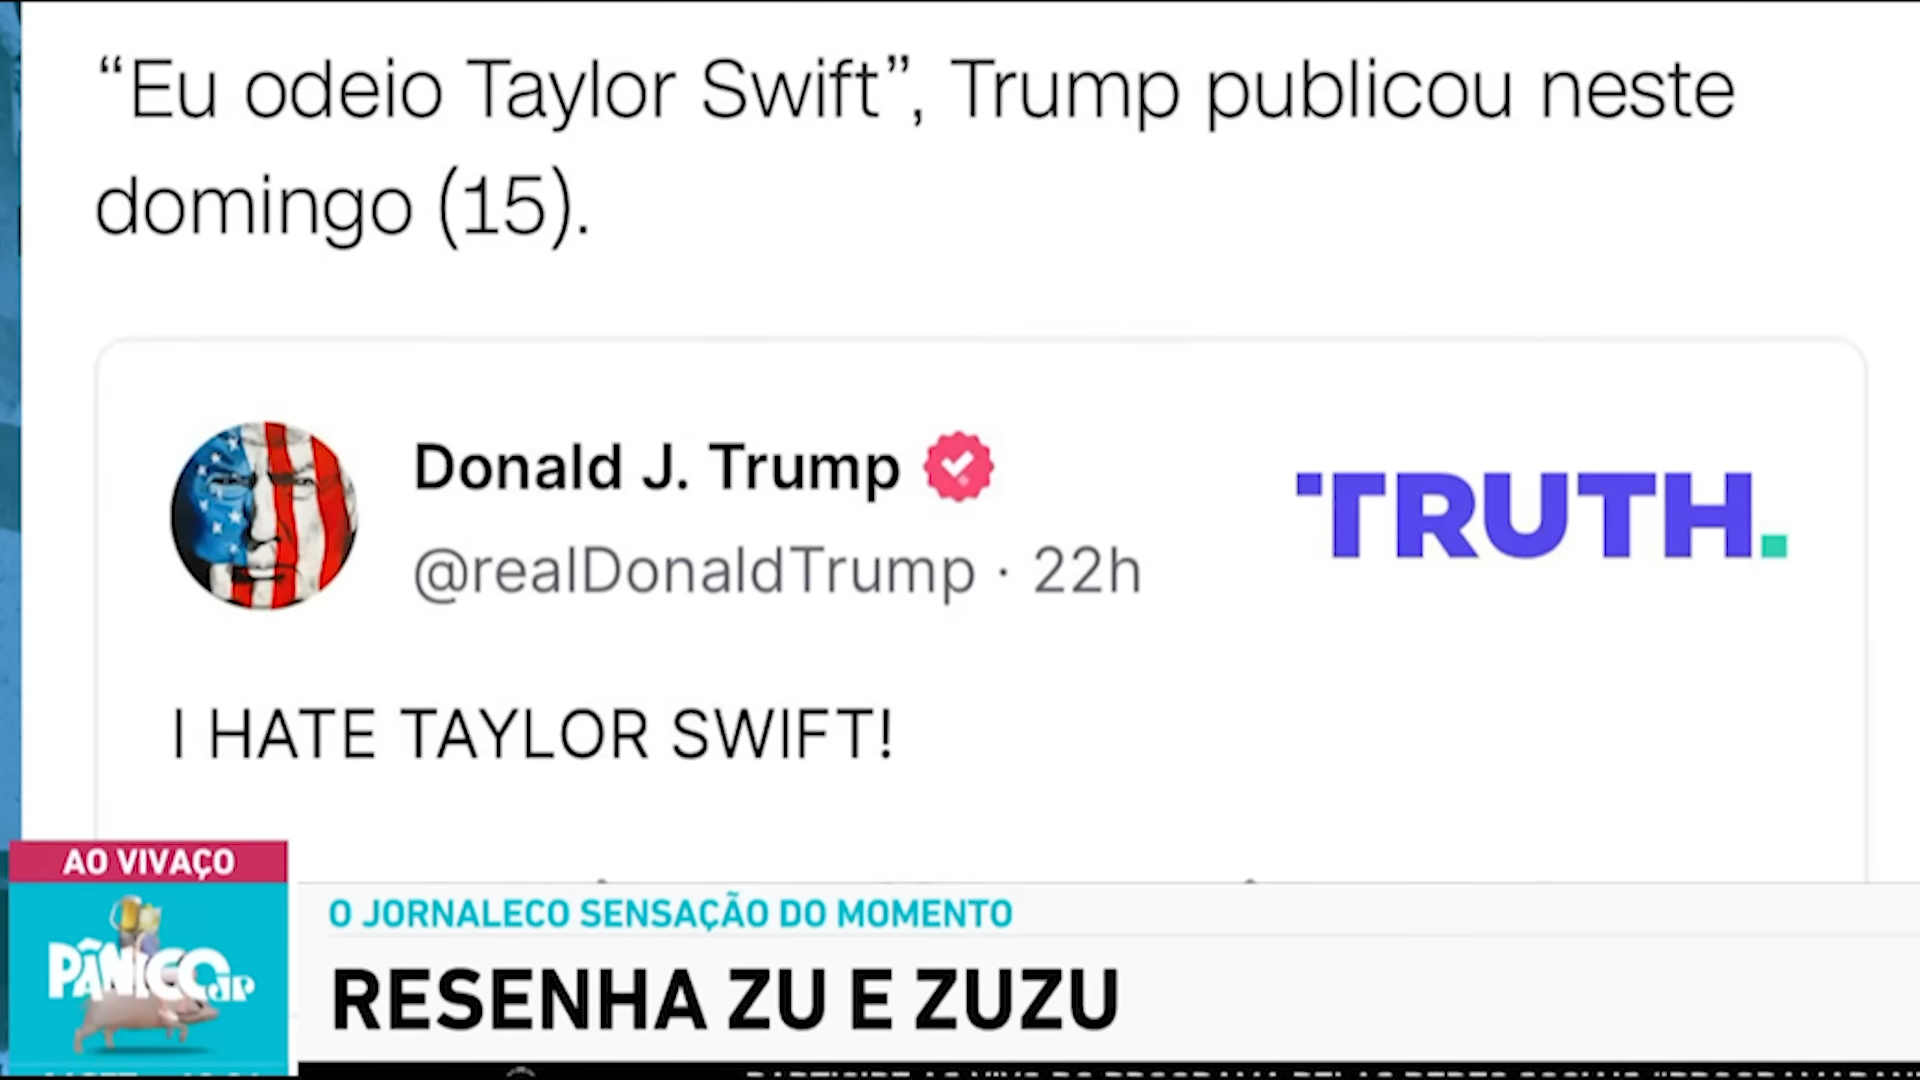 “Eu odeio Taylor Swift”, Trump publicou neste
domingo (15).
Donald J. Trump
@realDonaldTrump · 22h
TRUTH.
I HATE TAYLOR SWIFT!
AO VIVAÇO
PÂNICO JP
O JORNALECO SENSAÇÃO DO MOMENTO
RESENHA ZU E ZUZU